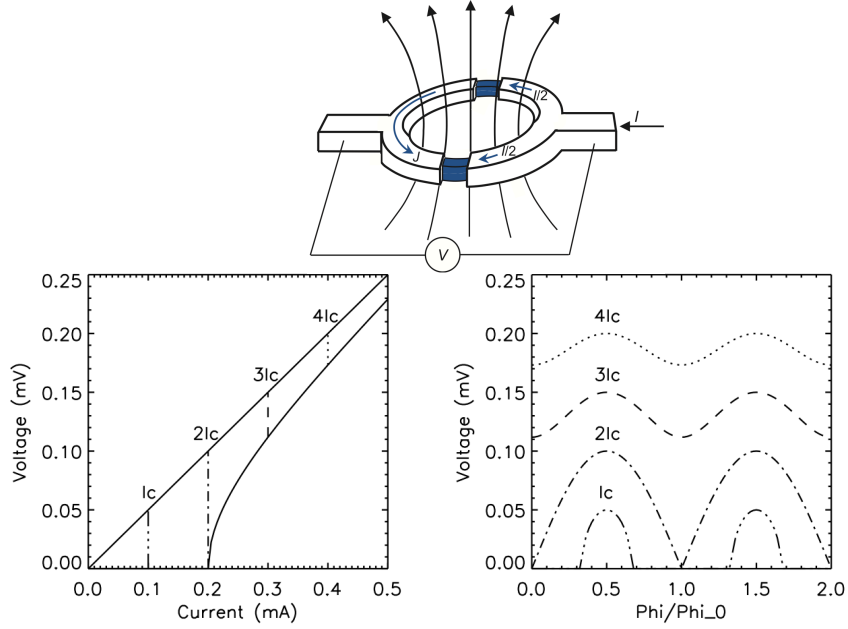 I/2
I
J
I/2
V
0.25
0.20
0.15
0.10
0.05
0.00
Voltage (mV)
4Ic
3Ic
2Ic
Ic
0.0 0.1 0.2 0.3 0.4 0.5
Current (mA)
0.25
0.20
0.15
0.10
0.05
0.00
Voltage (mV)
4Ic
3Ic
2Ic
Ic
0.0 0.5 1.0 1.5 2.0
Phi/Phi_0